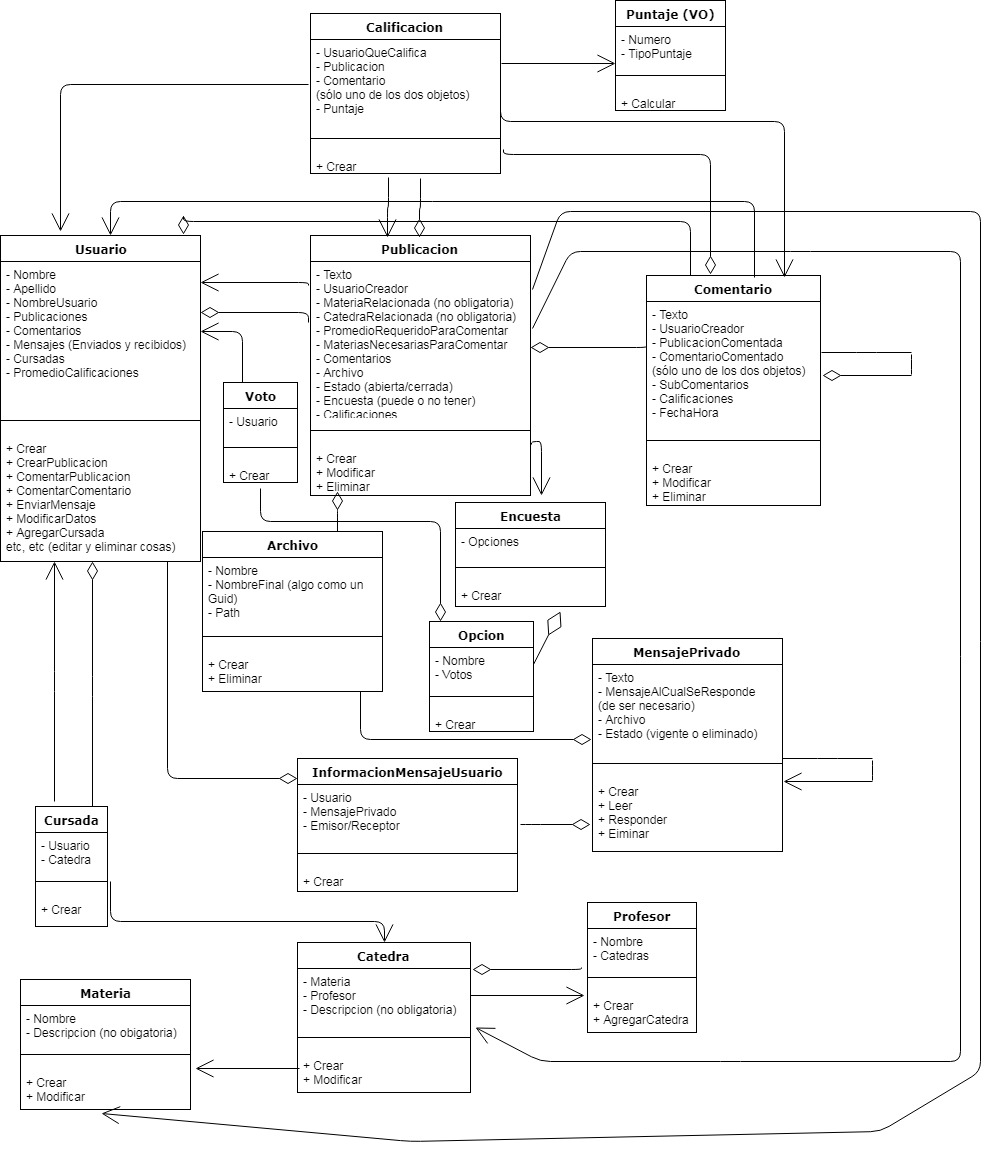 Calificacion
- UsuarioQueCalifica
- Publicacion
- Comentario
(sólo uno de los dos objetos)
- Puntaje
+ Crear
Puntaje (VO)
- Numero
- TipoPuntaje
+ Calcular
Usuario
- Nombre
- Apellido
- NombreUsuario
- Publicaciones
- Comentarios
- Mensajes (Enviados y recibidos)
- Cursadas
- PromedioCalificaciones
+ Crear
+ CrearPublicacion
+ ComentarPublicacion
+ ComentarComentario
+ EnviarMensaje
+ ModificarDatos
+ AgregarCursada
etc, etc (editar y eliminar cosas)
Publicacion
- Texto
- UsuarioCreador
- MateriaRelacionada (no obligatoria)
- CatedraRelacionada (no obligatoria)
- PromedioRequeridoParaComentar
- MateriasNecesariasParaComentar
- Comentarios
- Archivo
- Estado (abierta/cerrada)
- Encuesta (puede o no tener)
- Calificaciones
+ Crear
+ Modificar
+ Eliminar
Comentario
- Texto
- UsuarioCreador
- PublicacionComentada
- ComentarioComentado
(sólo uno de los dos objetos)
- SubComentarios
- Calificaciones
- FechaHora
+ Crear
+ Modificar
+ Eliminar
Voto
- Usuario
+ Crear
Encuesta
- Opciones
+ Crear
Archivo
- Nombre
- NombreFinal (algo como un
Guid)
- Path
+ Crear
+ Eliminar
Opcion
- Nombre
- Votos
+ Crear
MensajePrivado
- Texto
- MensajeAlCualSeResponde
(de ser necesario)
- Archivo
- Estado (vigente o eliminado)
+ Crear
+ Leer
+ Responder
+ Eiminar
InformacionMensajeUsuario
- Usuario
- MensajePrivado
- Emisor/Receptor
+ Crear
Cursada
- Usuario
- Catedra
+ Crear
Profesor
- Nombre
- Catedras
+ Crear
+ AgregarCatedra
Catedra
- Materia
- Profesor
- Descripcion (no obligatoria)
+ Crear
+ Modificar
Materia
- Nombre
- Descripcion (no obigatoria)
+ Crear
+ Modificar